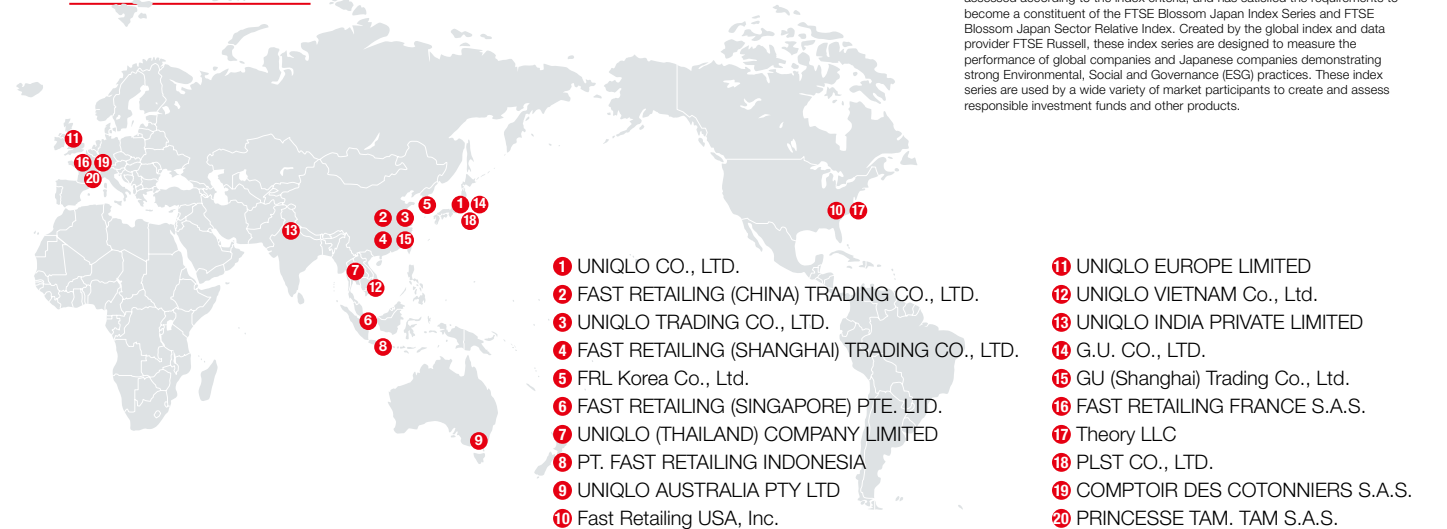 assessed according to the index criteria, and has satisfied the requirements to
become a constituent of the FTSE Blossom Japan Index Series and FTSE
Blossom Japan Sector Relative Index. Created by the global index and data
provider FTSE Russell, these index series are designed to measure the
performance of global companies and Japanese companies demonstrating
strong Environmental, Social and Governance (ESG) practices. These index
series are used by a wide variety of market participants to create and assess
responsible investment funds and other products.
11
16 19
20
13
2 3
4 15
5
1 14
18
7
12
6
8
9
10 17
1 UNIQLO CO., LTD.
2 FAST RETAILING (CHINA) TRADING CO., LTD.
3 UNIQLO TRADING CO., LTD.
4 FAST RETAILING (SHANGHAI) TRADING CO., LTD.
5 FRL Korea Co., Ltd.
6 FAST RETAILING (SINGAPORE) PTE. LTD.
7 UNIQLO (THAILAND) COMPANY LIMITED
8 PT. FAST RETAILING INDONESIA
9 UNIQLO AUSTRALIA PTY LTD
10 Fast Retailing USA, Inc.
11 UNIQLO EUROPE LIMITED
12 UNIQLO VIETNAM Co., Ltd.
13 UNIQLO INDIA PRIVATE LIMITED
14 G.U. CO., LTD.
15 GU (Shanghai) Trading Co., Ltd.
16 FAST RETAILING FRANCE S.A.S.
17 Theory LLC
18 PLST CO., LTD.
19 COMPTOIR DES COTONNIERS S.A.S.
20 PRINCESSE TAM. TAM S.A.S.